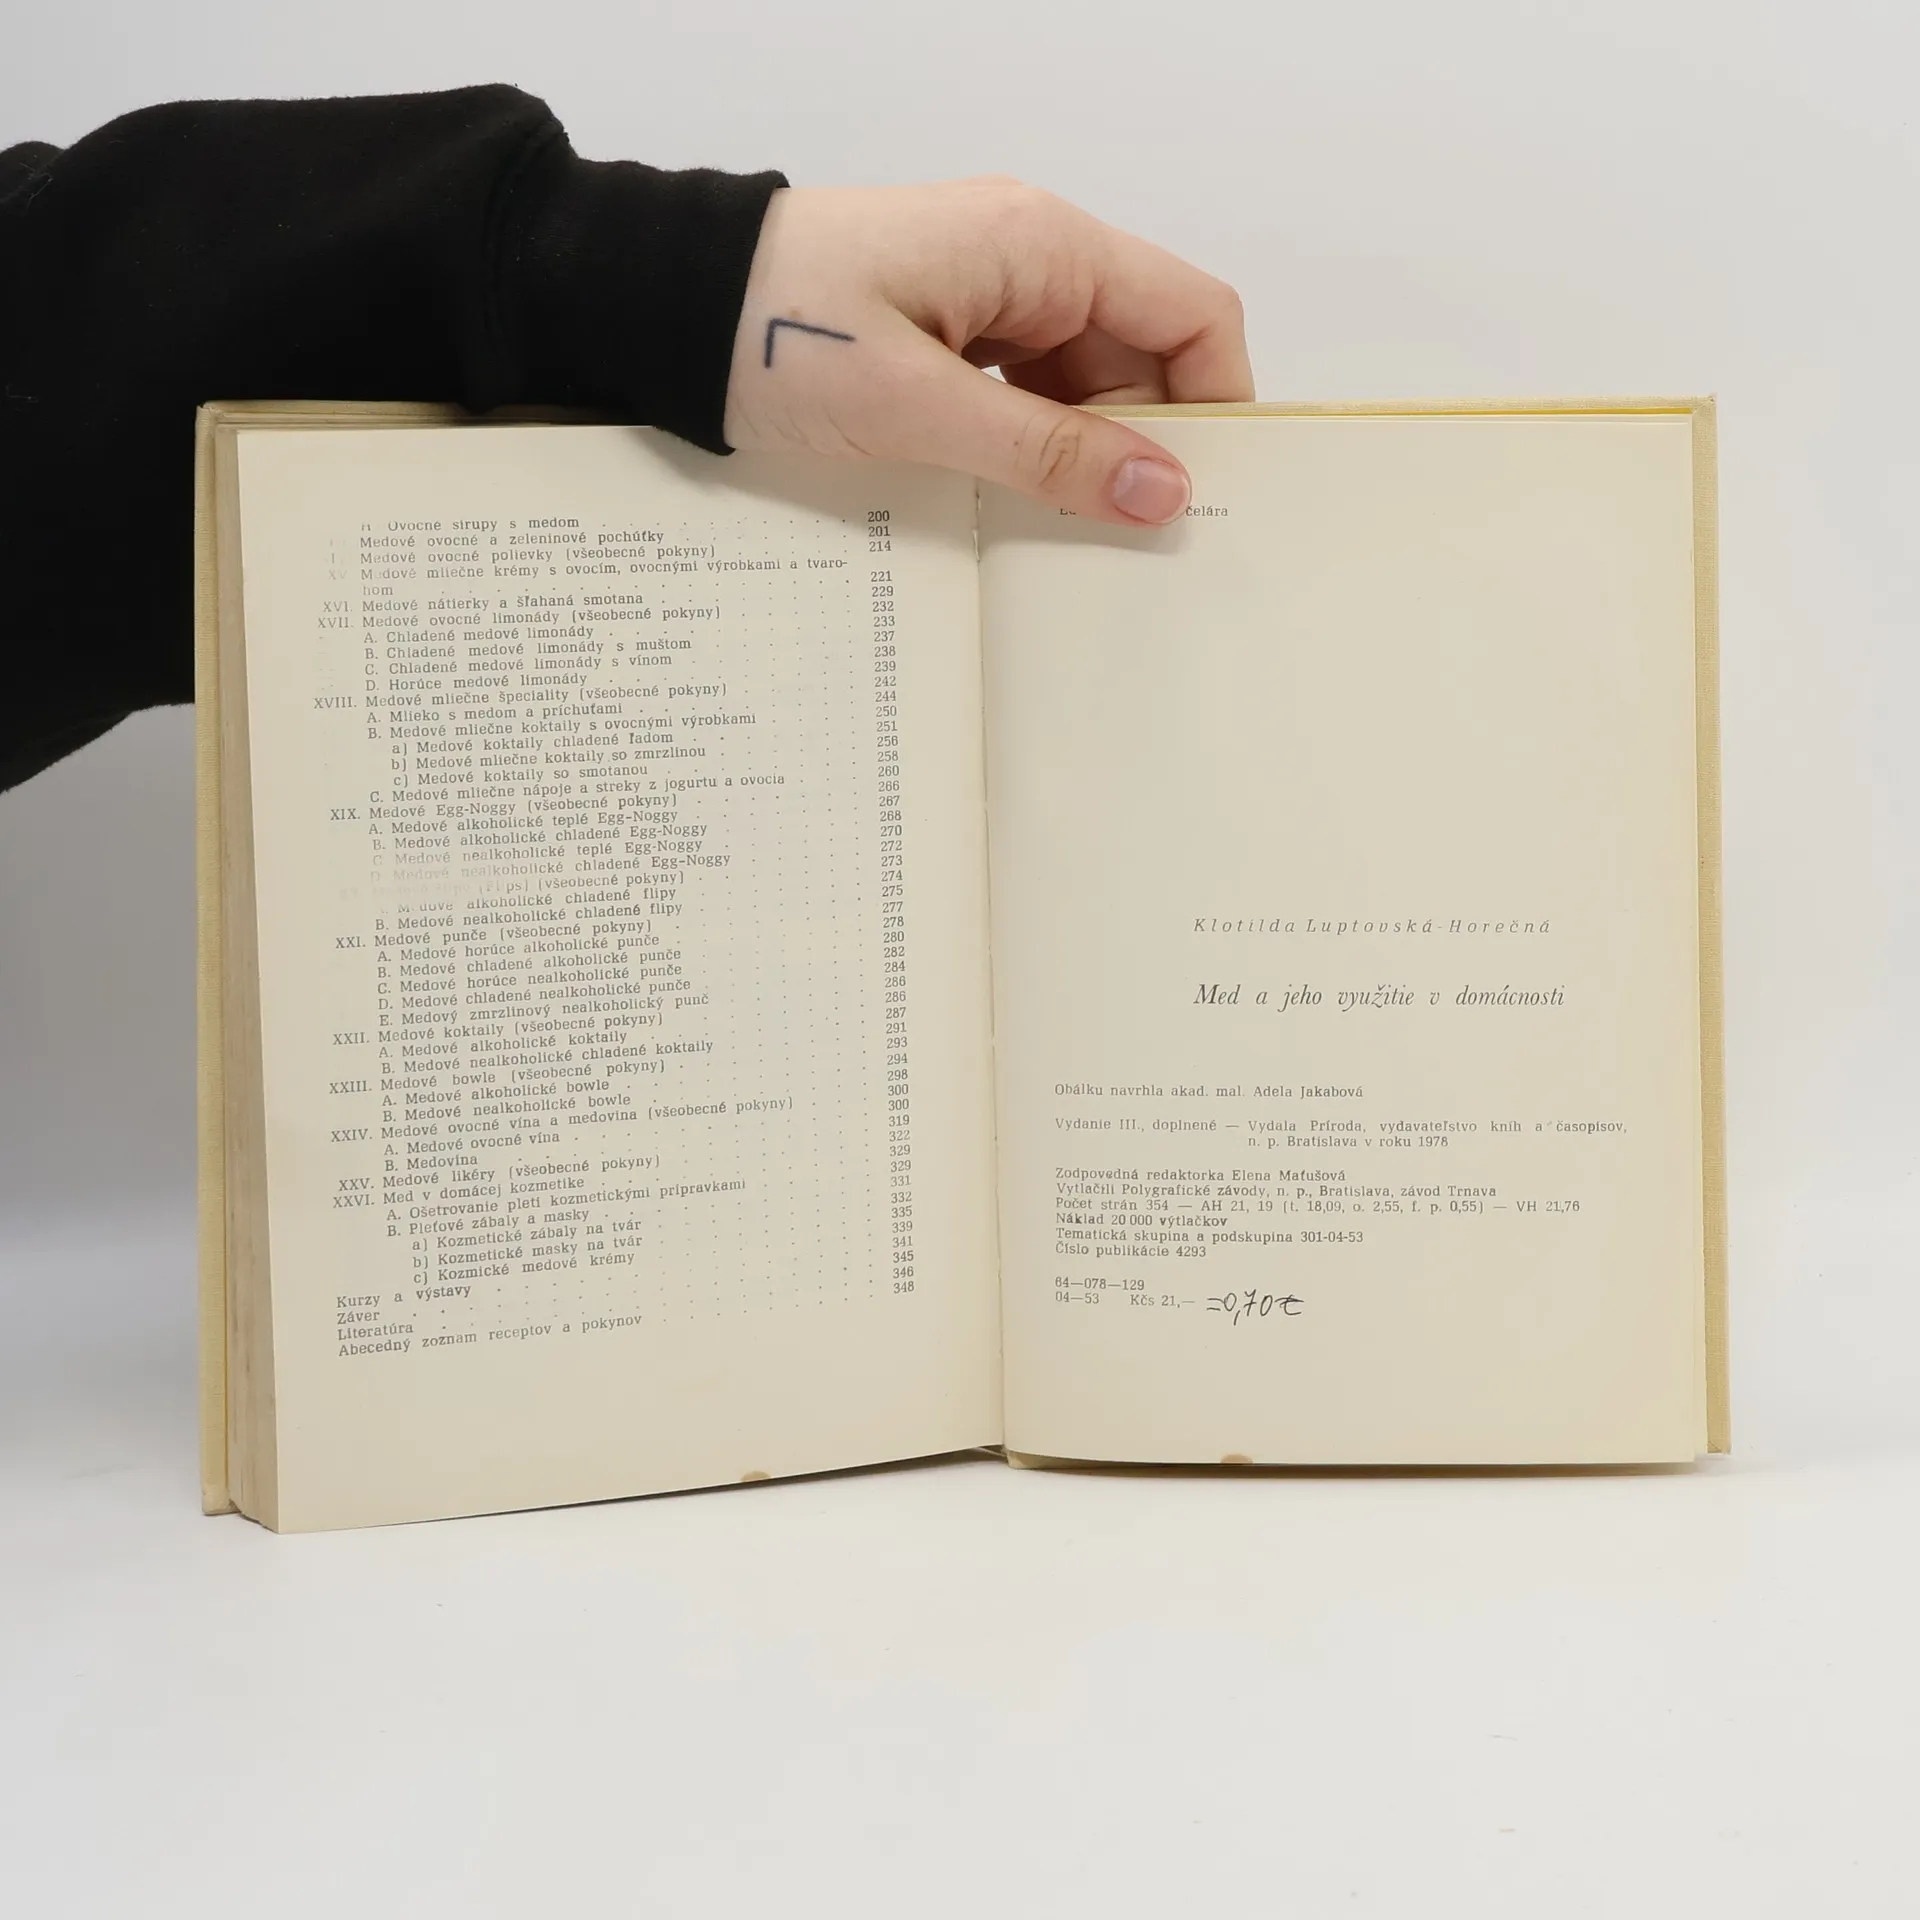 Ovocné sirupy s medom . . . . . . . . . 200
Medové ovocné a zeleninové pochúťky . . . . . . 201
Medové ovocné polievky (všeobecné pokyny) . . . . . 214
XV Medové mliečne krémy s ovocím, ovocnými výrobkami a tvaro-
hom . . . . . . . . . . . . . . 221
XVI. Medové nátierky a šľahaná smotana . . . . . . . 229
XVII. Medové ovocné limonády (všeobecné pokyny) . . . . . 232
A. Chladené medové limonády . . . . . . . . . 233
B. Chladené medové limonády s muštom . . . . . . 237
C. Chladené medové limonády s vínom . . . . . . . 238
D. Horúce medové limonády . . . . . . . . . 239
XVIII. Medové mliečne špeciality (všeobecné pokyny) . . . . . 242
A. Mlieko s medom a príchuťami . . . . . . . . 244
B. Medové mliečne koktaily s ovocnými výrobkami . . . . 250
a) Medové koktaily chladené ľadom . . . . . . 251
b) Medové mliečne koktaily so zmrzlinou . . . . . 256
c) Medové koktaily so smotanou . . . . . . . 258
C. Medové mliečne nápoje a streky z jogurtu a ovocia . . . 260
XIX. Medové Egg-Noggy (všeobecné pokyny) . . . . . . 266
A. Medové alkoholické teplé Egg-Noggy . . . . . . 267
B. Medové alkoholické chladené Egg-Noggy . . . . . 268
C. Medové nealkoholické teplé Egg-Noggy . . . . . 270
D. Medové nealkoholické chladené Egg-Noggy . . . . 272
(Flips) (všeobecné pokyny) . . . . . . 273
Medové alkoholické chladené flipy . . . . . . 274
B. Medové nealkoholické chladené flipy . . . . . . 275
XXI. Medové punče (všeobecné pokyny) . . . . . . . 277
A. Medové horúce alkoholické punče . . . . . . . 278
B. Medové chladené alkoholické punče . . . . . . 280
C. Medové horúce nealkoholické punče . . . . . . 282
D. Medové chladené nealkoholické punče . . . . . . 284
E. Medový zmrzlinový nealkoholický punč . . . . . 286
XXII. Medové koktaily (všeobecné pokyny) . . . . . . . 286
A. Medové alkoholické koktaily . . . . . . . . 287
B. Medové nealkoholické chladené koktaily . . . . . 291
XXIII. Medové bowle (všeobecné pokyny) . . . . . . . 293
A. Medové alkoholické bowle . . . . . . . . . 294
B. Medové nealkoholické bowle . . . . . . . . 298
XXIV. Medové ovocné vína a medovina (všeobecné pokyny) . . . 300
A. Medové ovocné vína . . . . . . . . . . 300
B. Medovina . . . . . . . . . . . . . 319
XXV. Medové likéry (všeobecné pokyny) . . . . . . . 322
XXVI. Med v domácej kozmetike . . . . . . . . . 329
A. Ošetrovanie pleti kozmetickými prípravkami . . . . . 329
B. Pleťové zábaly a masky . . . . . . . . . 331
a) Kozmetické zábaly na tvár . . . . . . . . 332
b) Kozmetické masky na tvár . . . . . . . . 335
c) Kozmické medové krémy . . . . . . . . 339
Kurzy a výstavy . . . . . . . . . . . . . 341
Záver . . . . . . . . . . . . . . . . 345
Literatúra . . . . . . . . . . . . . . . 346
Abecedný zoznam receptov a pokynov . . . . . . . . 348
čelára
Klotilda Luptovská-Horečná
Med a jeho využitie v domácnosti
Obálku navrhla akad. mal. Adela Jakabová
Vydanie III., doplnené — Vydala Príroda, vydavateľstvo kníh a časopisov,
n. p. Bratislava v roku 1978
Zodpovedná redaktorka Elena Maťušová
Vytlačili Polygrafické závody, n. p., Bratislava, závod Trnava
Počet strán 354 — AH 21, 19 (t. 18,09, o. 2,55, f. p. 0,55) — VH 21,76
Náklad 20 000 výtlačkov
Tematická skupina a podskupina 301-04-53
Číslo publikácie 4293
64—078—129
04—53 Kčs 21,— =0,70€